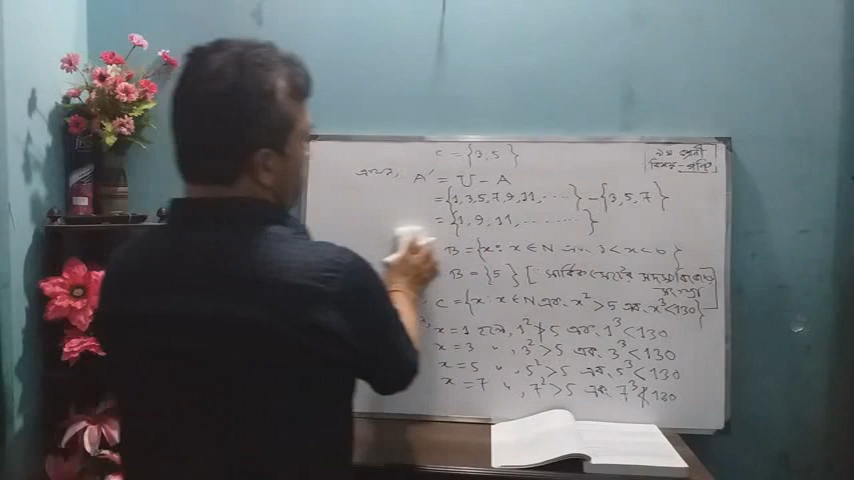 C = {3, 5}
৯ম শ্রেণী
বিষয়-গণিত
এখন, A′ = U - A
= {1, 3, 5, 7, 9, 11, ......} - {3, 5, 7}
= {1, 9, 11, ..........}
B = {x : x ∈ N এবং 3 < x < 6}
B = {5} [: সার্বিক সেটের সদস্য বিজোড় সংখ্যা]
C = {x : x ∈ N এবং x² > 5 এবং x³ < 130}
x = 1 হলে, 1² ≯ 5 এবং 1³ < 130
x = 3 " , 3² > 5 এবং 3³ < 130
x = 5 " , 5² > 5 এবং 5³ < 130
x = 7 " , 7² > 5 এবং 7³ ≮ 130